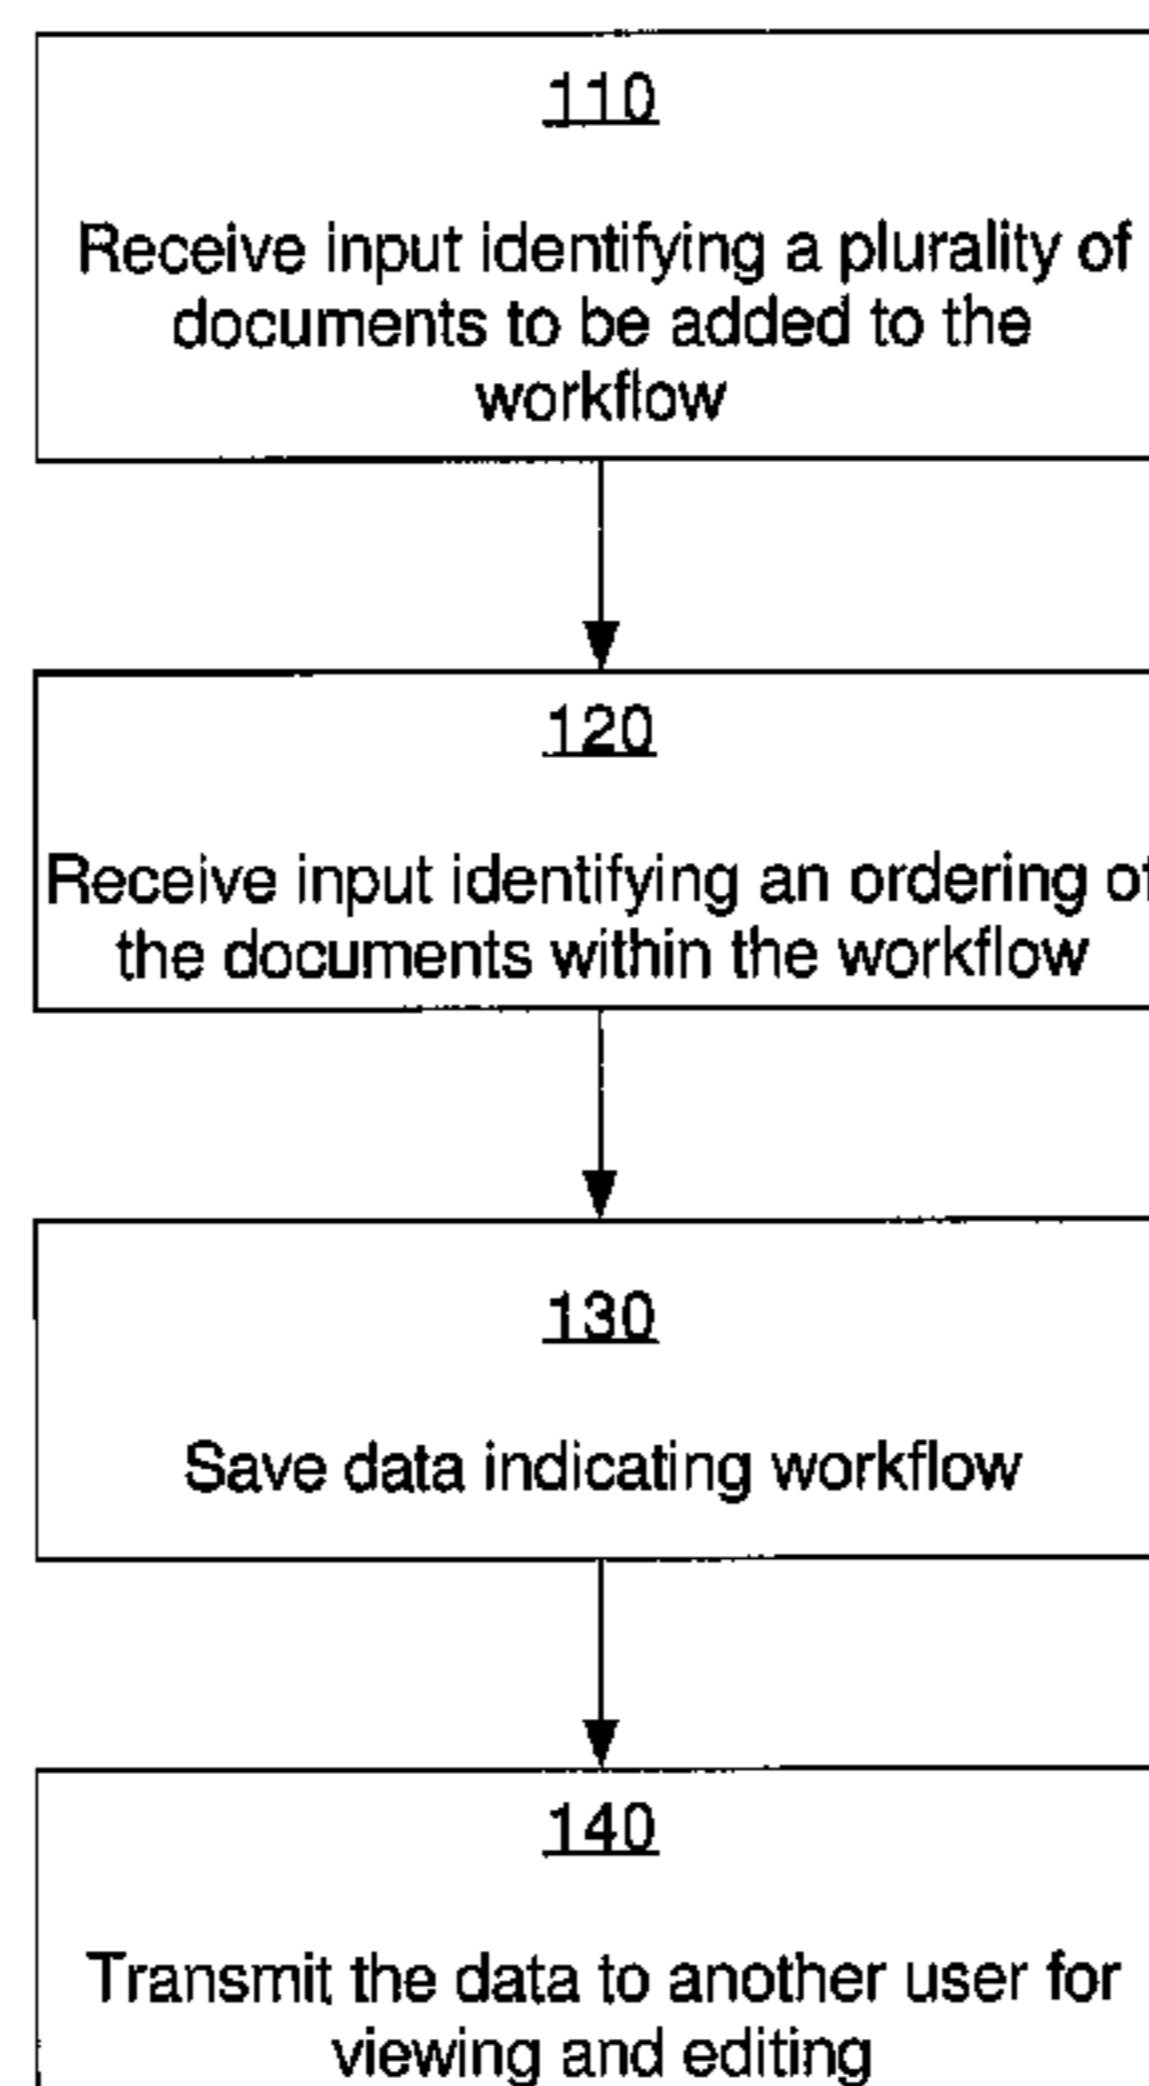 110
Receive input identifying a plurality of
documents to be added to the
workflow
120
Receive input identifying an ordering of
the documents within the workflow
130
Save data indicating workflow
140
Transmit the data to another user for
viewing and editing